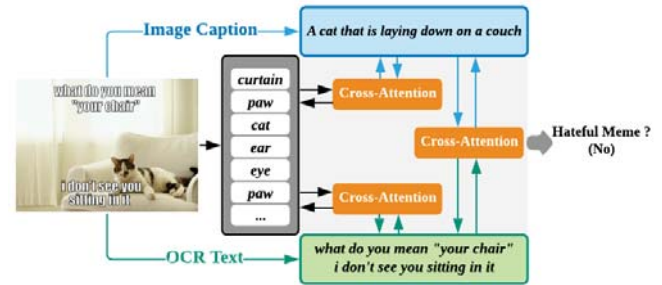 Image Caption
A cat that is laying down on a couch
what do you mean
"your chair"
i don't see you
sitting in it
curtain
paw
cat
ear
eye
paw
...
Cross-Attention
Cross-Attention
Cross-Attention
Hateful Meme ?
(No)
OCR Text
what do you mean "your chair"
i don't see you sitting in it